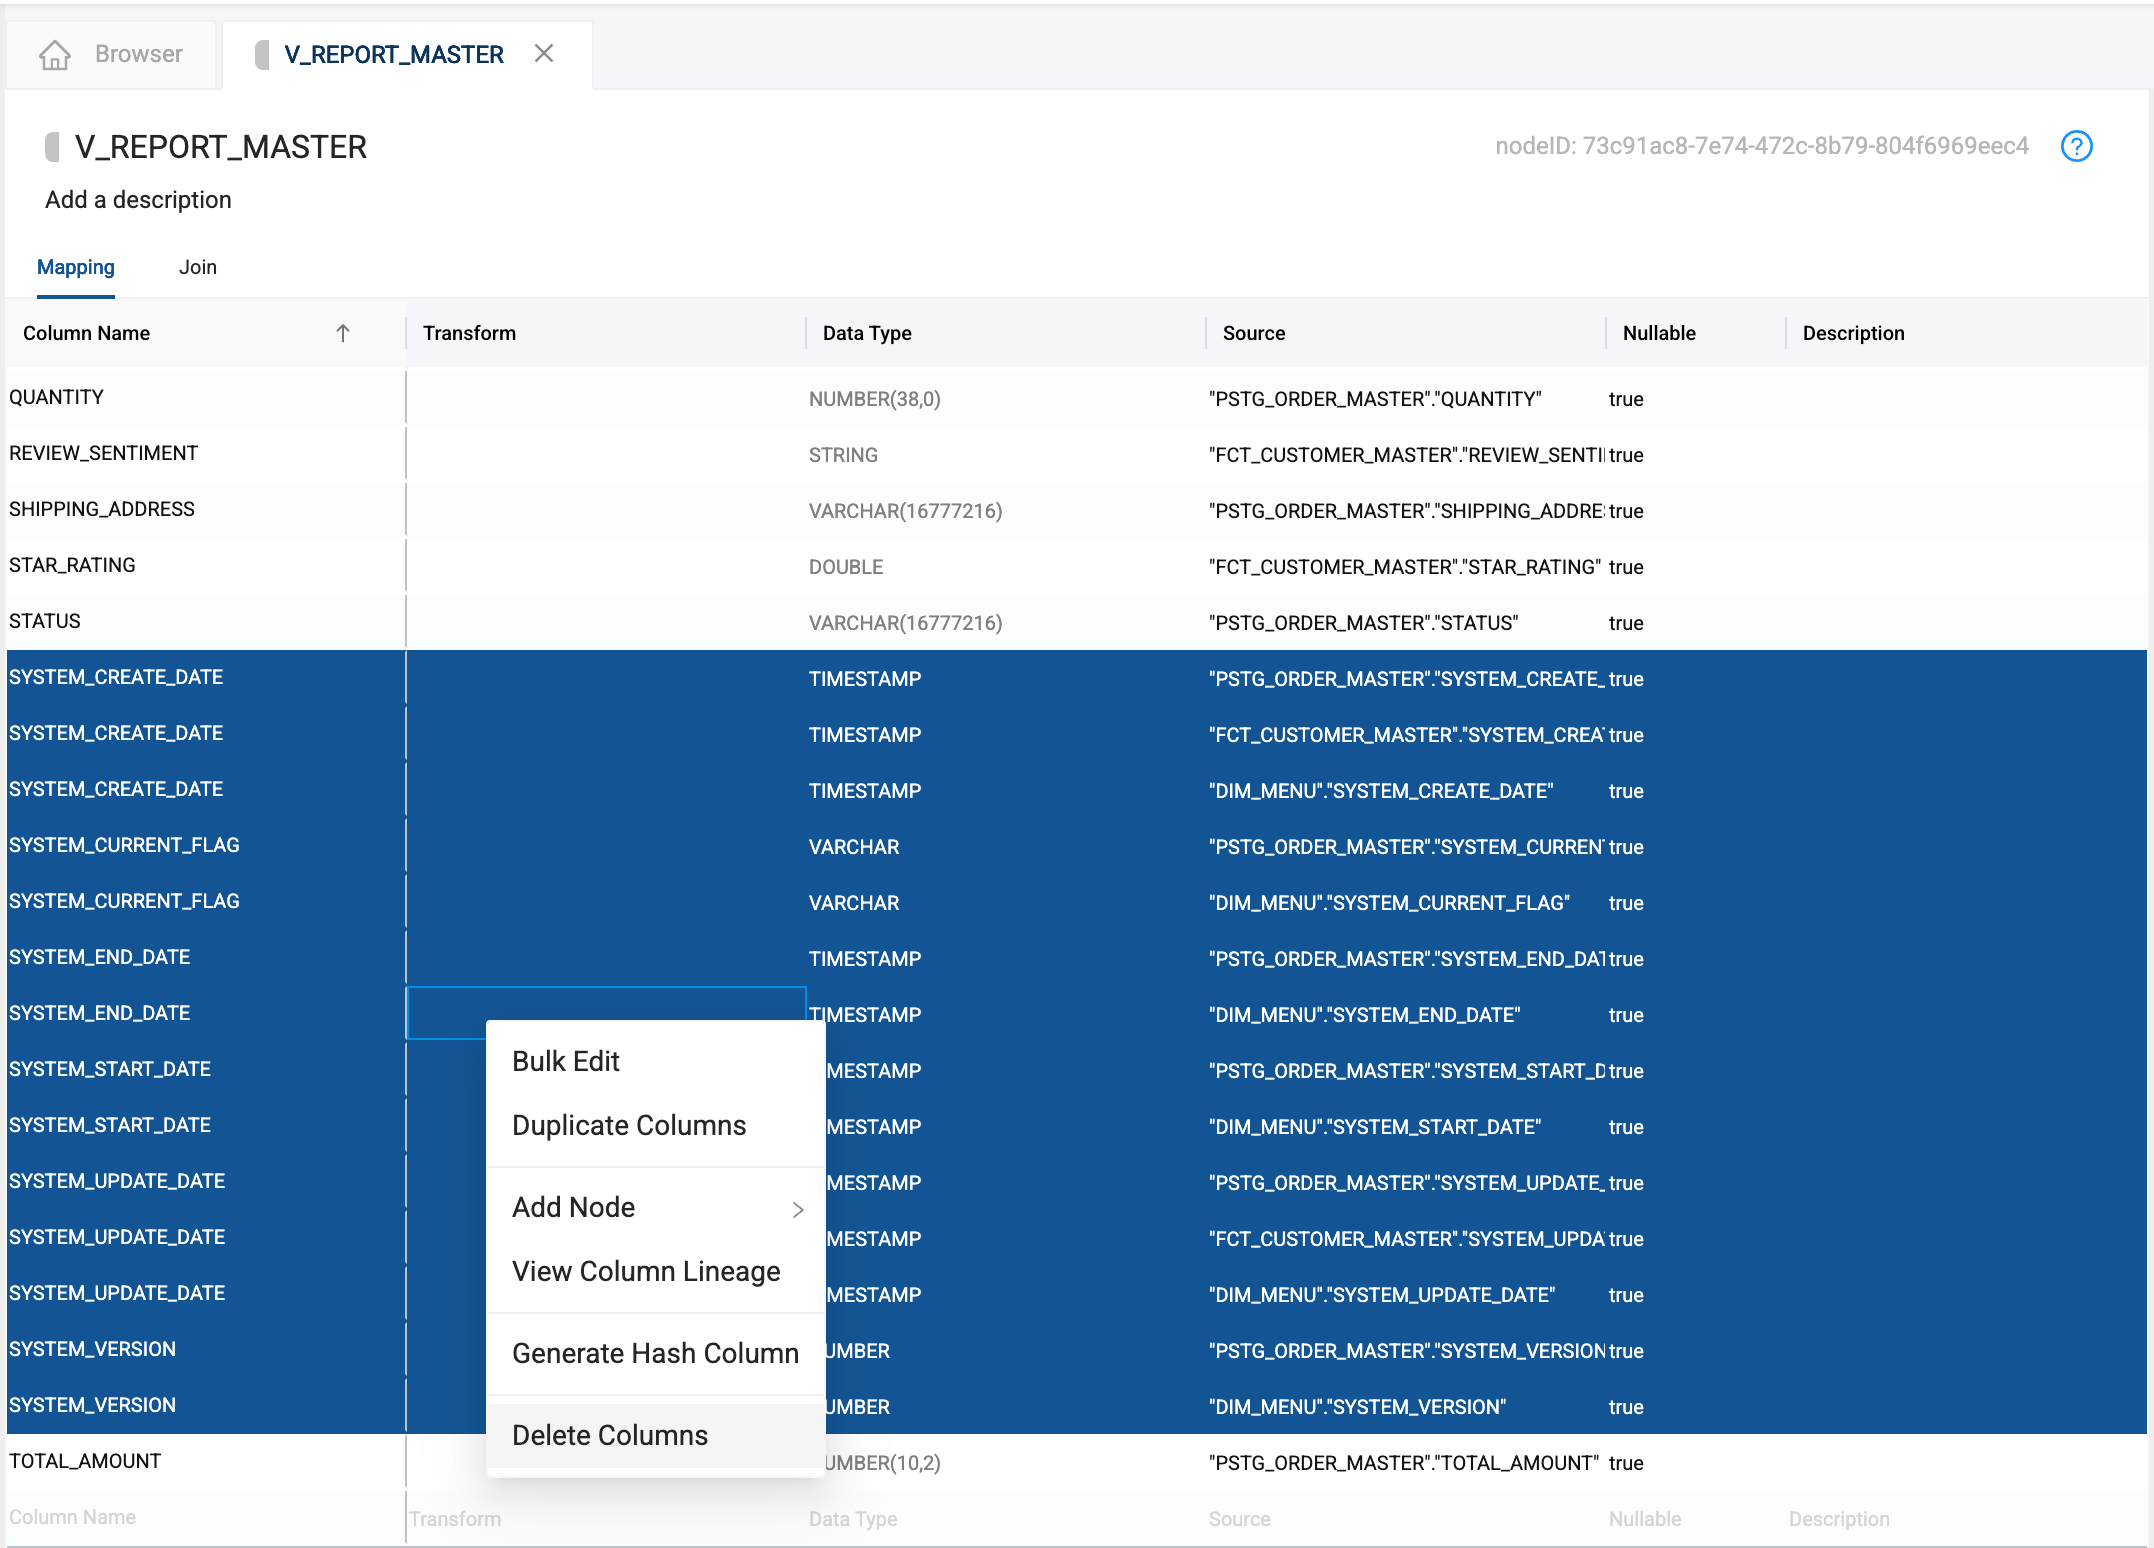 Browser V_REPORT_MASTER
V_REPORT_MASTER nodeID: 73c91ac8-7e74-472c-8b79-804f6969eec4 ?
Add a description
Mapping Join
Column Name Transform Data Type Source Nullable Description
QUANTITY NUMBER(38,0) "PSTG_ORDER_MASTER"."QUANTITY" true
REVIEW_SENTIMENT STRING "FCT_CUSTOMER_MASTER"."REVIEW_SENTI true
SHIPPING_ADDRESS VARCHAR(16777216) "PSTG_ORDER_MASTER"."SHIPPING_ADDRE true
STAR_RATING DOUBLE "FCT_CUSTOMER_MASTER"."STAR_RATING" true
STATUS VARCHAR(16777216) "PSTG_ORDER_MASTER"."STATUS" true
SYSTEM_CREATE_DATE TIMESTAMP "PSTG_ORDER_MASTER"."SYSTEM_CREATE_ true
SYSTEM_CREATE_DATE TIMESTAMP "FCT_CUSTOMER_MASTER"."SYSTEM_CREA true
SYSTEM_CREATE_DATE TIMESTAMP "DIM_MENU"."SYSTEM_CREATE_DATE" true
SYSTEM_CURRENT_FLAG VARCHAR "PSTG_ORDER_MASTER"."SYSTEM_CURREN true
SYSTEM_CURRENT_FLAG VARCHAR "DIM_MENU"."SYSTEM_CURRENT_FLAG" true
SYSTEM_END_DATE TIMESTAMP "PSTG_ORDER_MASTER"."SYSTEM_END_DAT true
SYSTEM_END_DATE TIMESTAMP "DIM_MENU"."SYSTEM_END_DATE" true
SYSTEM_START_DATE MESTAMP "PSTG_ORDER_MASTER"."SYSTEM_START_D true
SYSTEM_START_DATE MESTAMP "DIM_MENU"."SYSTEM_START_DATE" true
SYSTEM_UPDATE_DATE MESTAMP "PSTG_ORDER_MASTER"."SYSTEM_UPDATE_ true
SYSTEM_UPDATE_DATE MESTAMP "FCT_CUSTOMER_MASTER"."SYSTEM_UPDA true
SYSTEM_UPDATE_DATE MESTAMP "DIM_MENU"."SYSTEM_UPDATE_DATE" true
SYSTEM_VERSION UMBER "PSTG_ORDER_MASTER"."SYSTEM_VERSION true
SYSTEM_VERSION UMBER "DIM_MENU"."SYSTEM_VERSION" true
TOTAL_AMOUNT UMBER(10,2) "PSTG_ORDER_MASTER"."TOTAL_AMOUNT" true
Column Name Transform Data Type Source Nullable Description
Bulk Edit
Duplicate Columns
Add Node
View Column Lineage
Generate Hash Column
Delete Columns